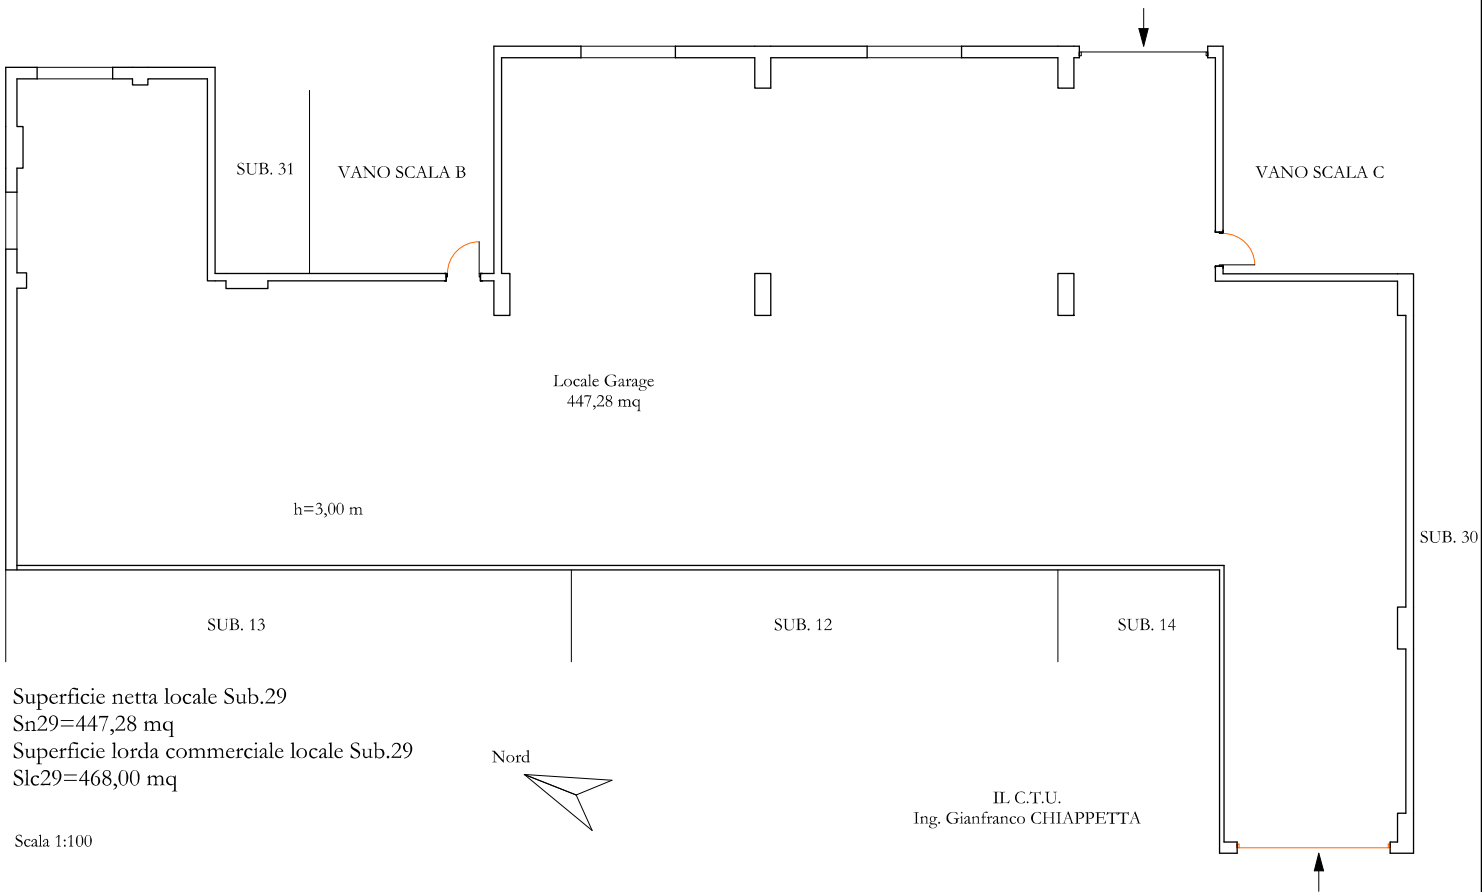 SUB. 31
VANO SCALA B
VANO SCALA C
Locale Garage
447,28 mq
h=3,00 m
SUB. 30
SUB. 13
SUB. 12
SUB. 14
Superficie netta locale Sub.29
Sn29=447,28 mq
Superficie lorda commerciale locale Sub.29
Slc29=468,00 mq
Nord
IL C.T.U.
Ing. Gianfranco CHIAPPETTA
Scala 1:100